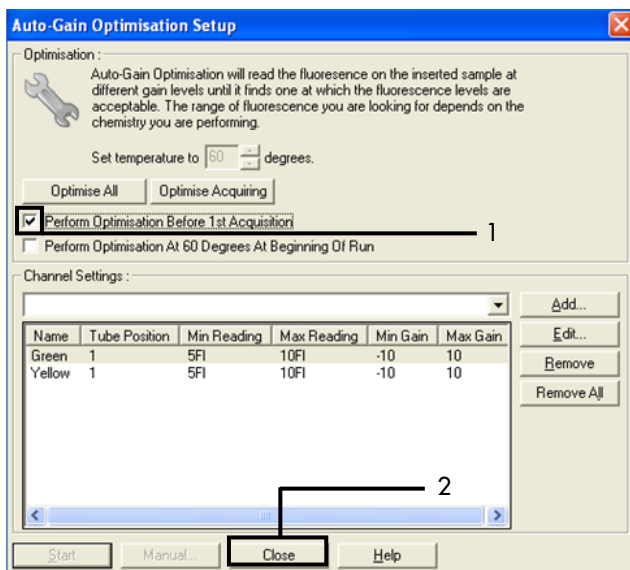 Auto-Gain Optimisation Setup
Optimisation :
Auto-Gain Optimisation will read the fluoresence on the inserted sample at
different gain levels until it finds one at which the fluorescence levels are
acceptable. The range of fluorescence you are looking for depends on the
chemistry you are performing.
Set temperature to 60 degrees.
Optimise All Optimise Acquiring
Perform Optimisation Before 1st Acquisition
1
Perform Optimisation At 60 Degrees At Beginning Of Run
Channel Settings :
Add...
Name Tube Position Min Reading Max Reading Min Gain Max Gain
Edit...
Green 1 5Fl 10Fl -10 10
Yellow 1 5Fl 10Fl -10 10
Remove
Remove All
2
Start Manual... Close Help